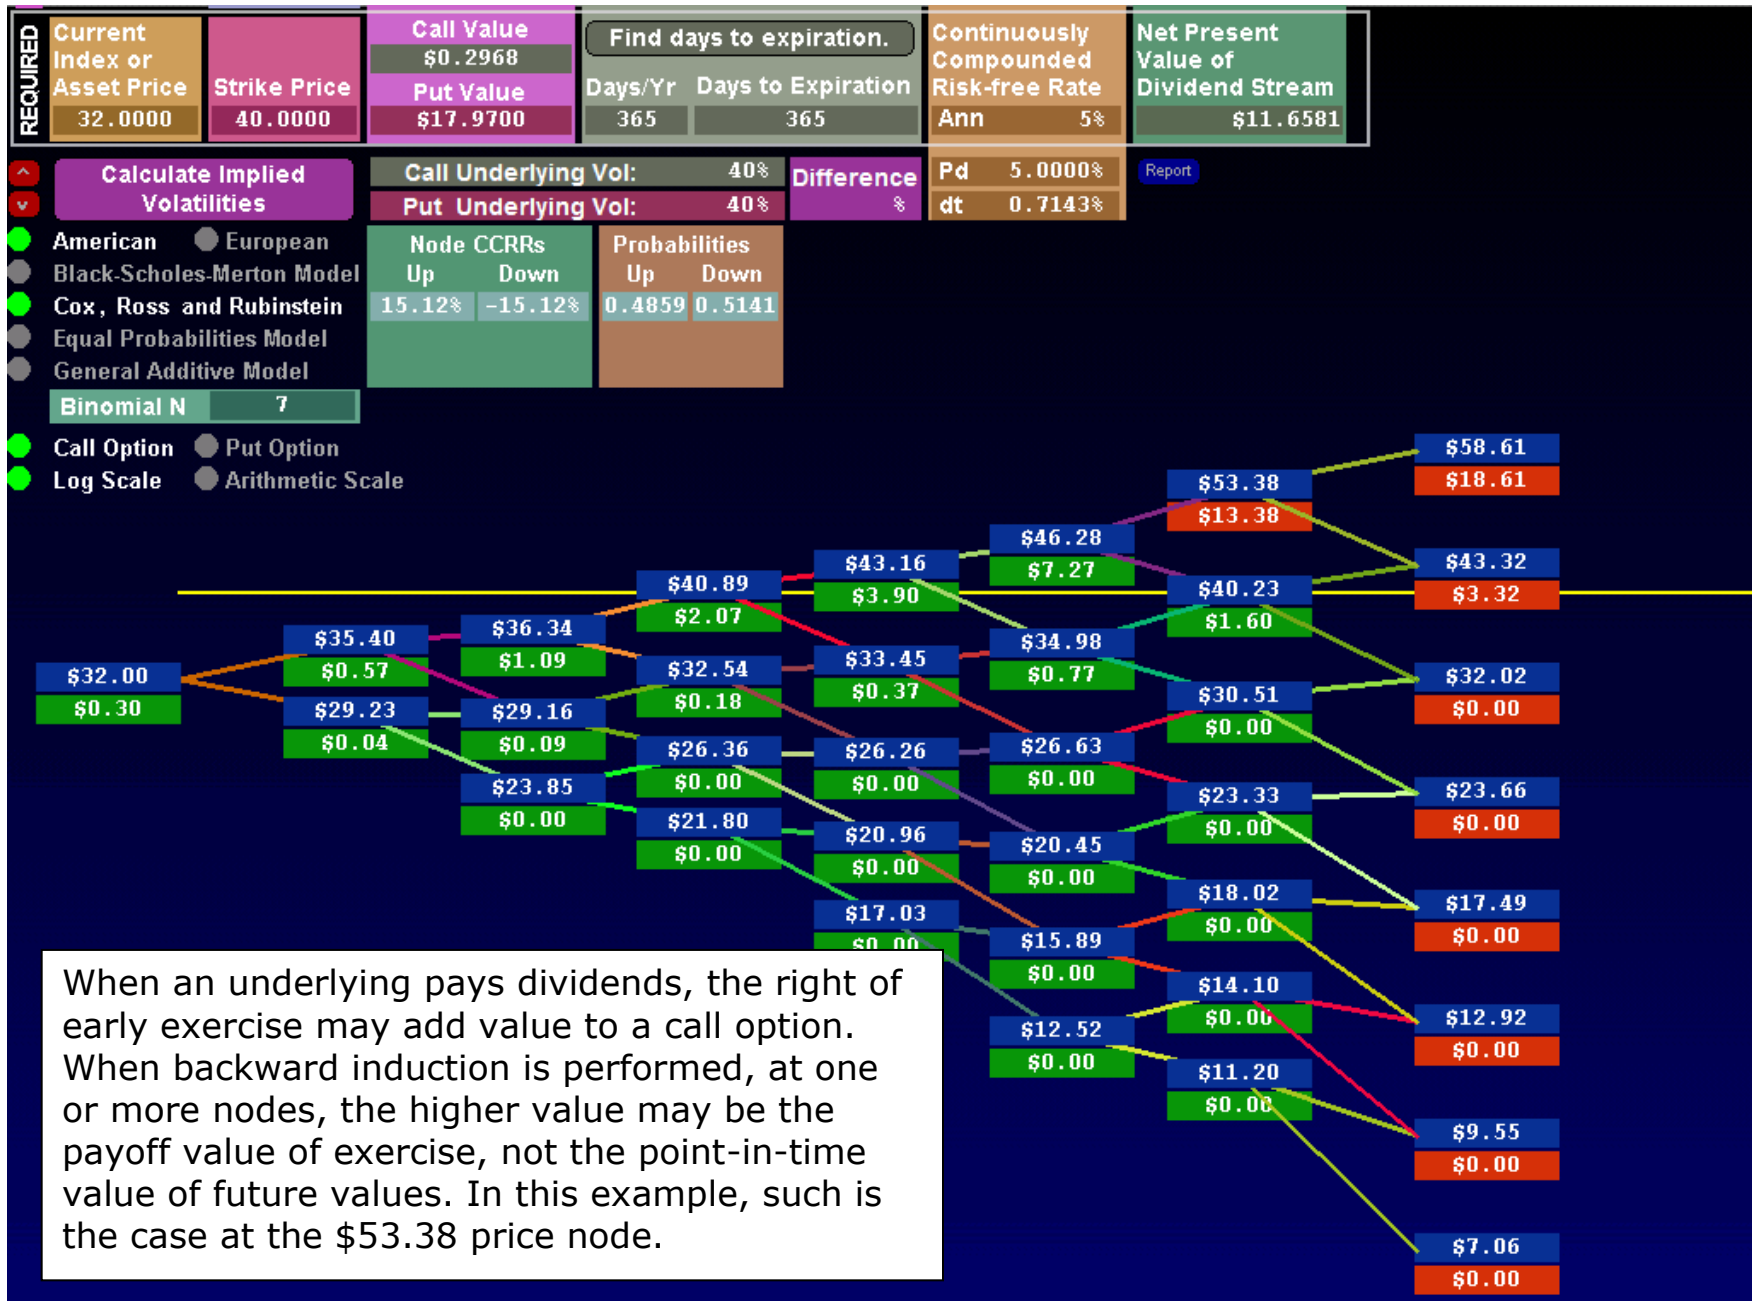 REQUIRED
Current
Index or
Asset Price
32.0000
Strike Price
40.0000
Call Value
$0.2968
Put Value
$17.9700
Find days to expiration.
Days/Yr Days to Expiration
365 365
Continuously
Compounded
Risk-free Rate
Ann 5%
Net Present
Value of
Dividend Stream
$11.6581
^
v
Calculate Implied
Volatilities
Call Underlying Vol: 40%
Put Underlying Vol: 40%
Difference
%
Pd 5.0000%
dt 0.7143%
Report
American European
Black-Scholes-Merton Model
Cox, Ross and Rubinstein
Equal Probabilities Model
General Additive Model
Binomial N 7
Call Option Put Option
Log Scale Arithmetic Scale
Node CCRRs
Up Down
15.12% -15.12%
Probabilities
Up Down
0.4859 0.5141
$32.00
$0.30
$35.40
$0.57
$29.23
$0.04
$36.34
$1.09
$29.16
$0.09
$23.85
$0.00
$40.89
$2.07
$32.54
$0.18
$26.36
$0.00
$21.80
$0.00
$43.16
$3.90
$33.45
$0.37
$26.26
$0.00
$20.96
$0.00
$17.03
$0.00
$46.28
$7.27
$34.98
$0.77
$26.63
$0.00
$20.45
$0.00
$15.89
$0.00
$12.52
$0.00
$53.38
$13.38
$40.23
$1.60
$30.51
$0.00
$23.33
$0.00
$18.02
$0.00
$14.10
$0.00
$11.20
$0.00
$58.61
$18.61
$43.32
$3.32
$32.02
$0.00
$23.66
$0.00
$17.49
$0.00
$12.92
$0.00
$9.55
$0.00
$7.06
$0.00
When an underlying pays dividends, the right of
early exercise may add value to a call option.
When backward induction is performed, at one
or more nodes, the higher value may be the
payoff value of exercise, not the point-in-time
value of future values. In this example, such is
the case at the $53.38 price node.